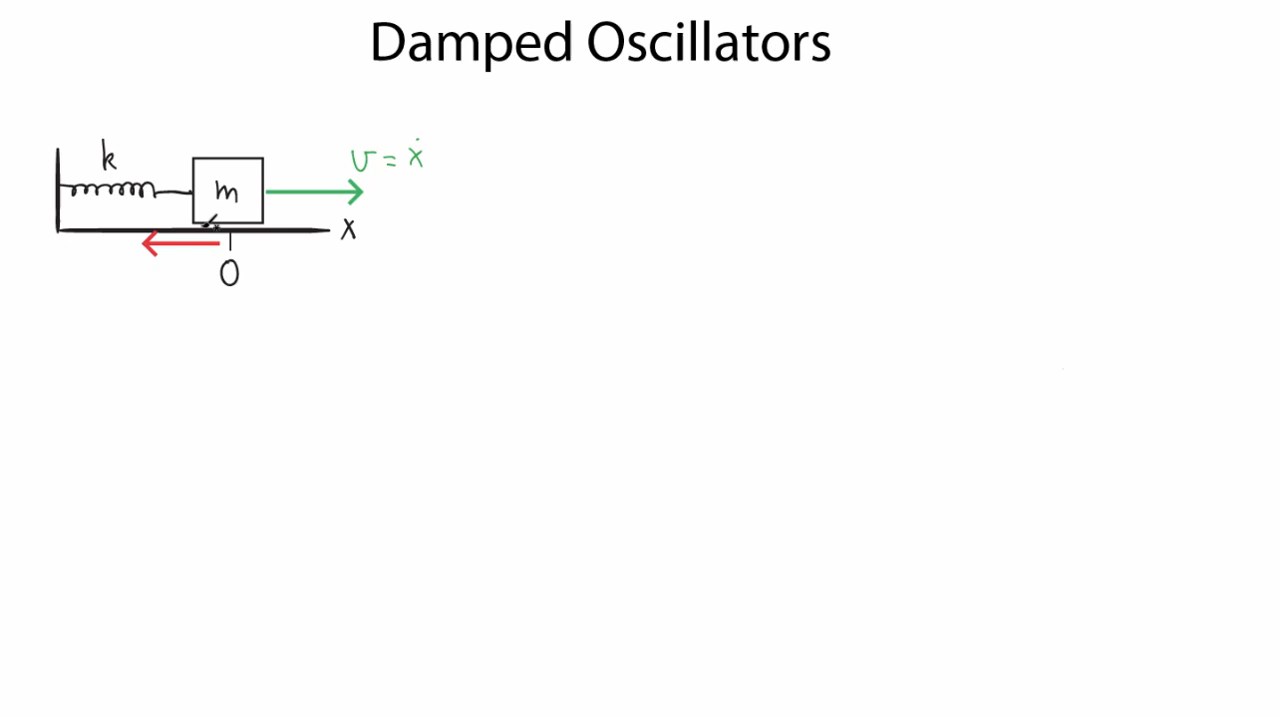 Damped Oscillators
k
v = ẋ
m
x
0